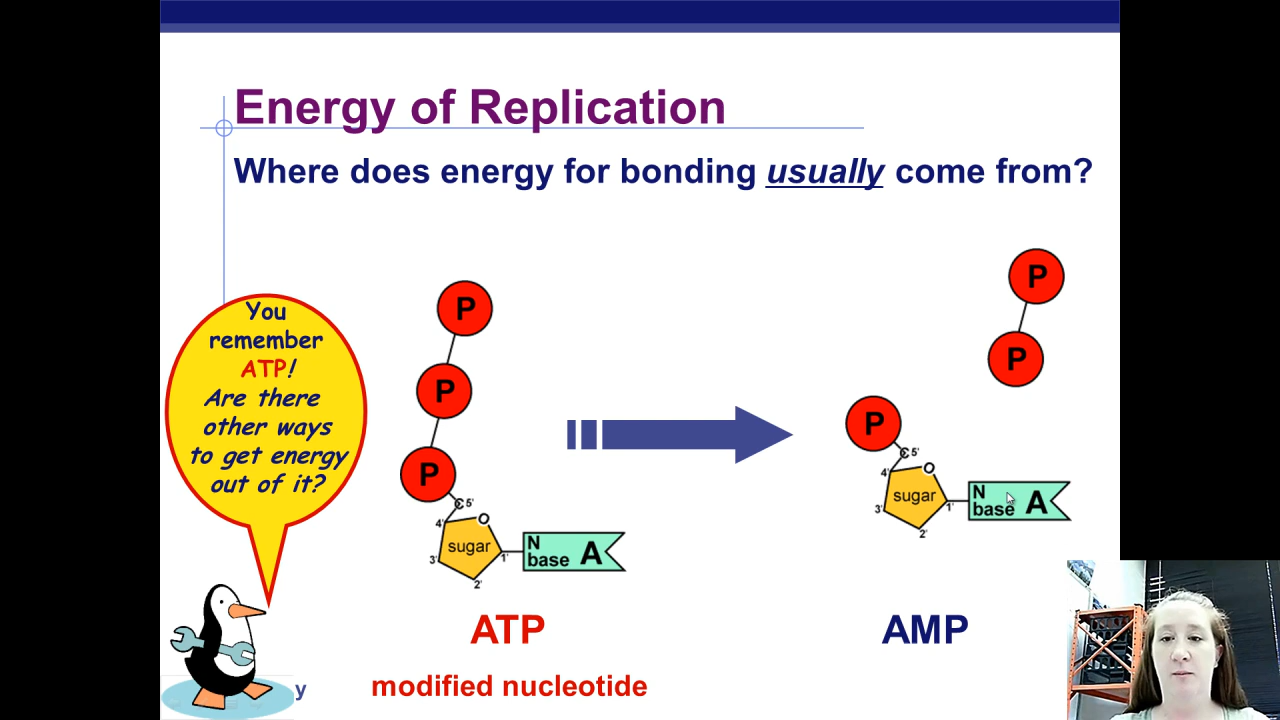 Energy of Replication
Where does energy for bonding usually come from?
You
remember
ATP!
Are there
other ways
to get energy
out of it?
P
P
P
C 5'
4'
O
sugar
3'
1'
2'
N
base A
P
P
P
C 5'
4'
O
sugar
3'
1'
2'
N
base A
ATP
AMP
modified nucleotide
y